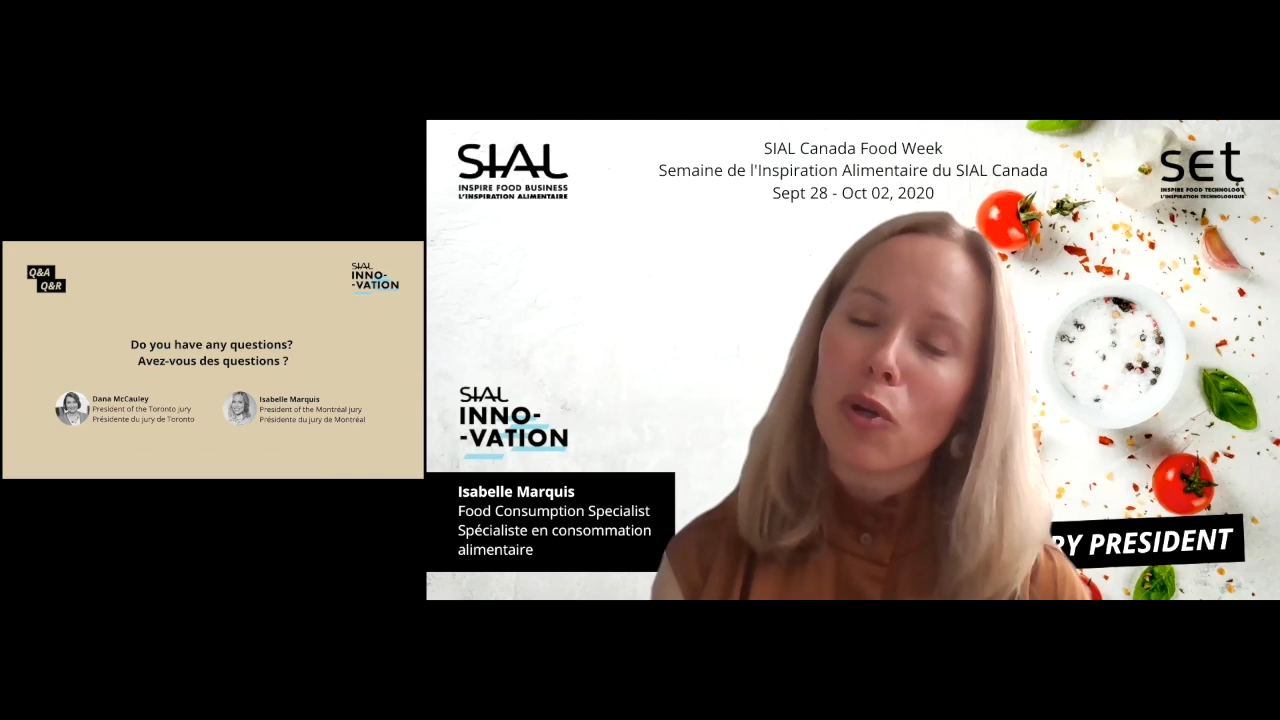 Q&A
Q&R
SIAL
INNO-
-VATION
Do you have any questions?
Avez-vous des questions ?
Dana McCauley
President of the Toronto jury
Présidente du jury de Toronto
Isabelle Marquis
President of the Montréal jury
Présidente du jury de Montréal
SIAL
INSPIRE FOOD BUSINESS
L'INSPIRATION ALIMENTAIRE
SIAL Canada Food Week
Semaine de l'Inspiration Alimentaire du SIAL Canada
Sept 28 - Oct 02, 2020
set
INSPIRE FOOD TECHNOLOGY
L'INSPIRATION TECHNOLOGIQUE
SIAL
INNO-
-VATION
Isabelle Marquis
Food Consumption Specialist
Spécialiste en consommation
alimentaire
RY PRESIDENT